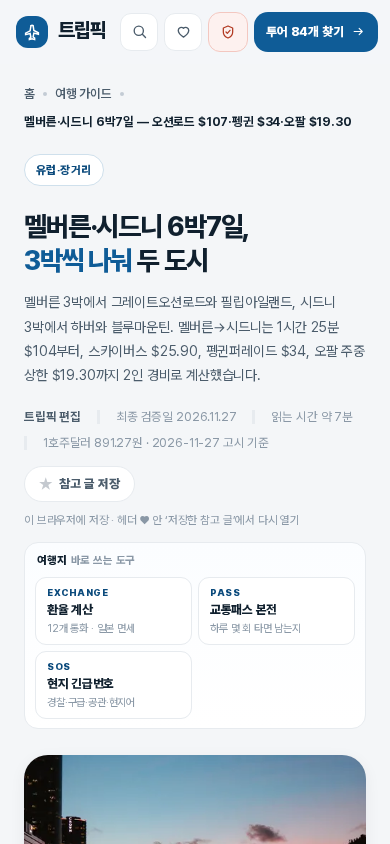 트립픽
투어 84개 찾기 →
홈 • 여행 가이드 •
멜버른·시드니 6박7일 — 오션로드 $107·펭귄 $34·오팔 $19.30
유럽·장거리
멜버른·시드니 6박7일,
3박씩 나눠 두 도시
멜버른 3박에서 그레이트오션로드와 필립아일랜드, 시드니
3박에서 하버와 블루마운틴. 멜버른→시드니는 1시간 25분
$104부터, 스카이버스 $25.90, 펭귄퍼레이드 $34, 오팔 주중
상한 $19.30까지 2인 경비로 계산했습니다.
트립픽 편집 | 최종 검증일 2026.11.27 | 읽는 시간 약 7분
| 1호주달러 891.27원 · 2026-11-27 고시 기준
★ 참고 글 저장
이 브라우저에 저장 · 헤더 ♥ 안 ‘저장한 참고 글’에서 다시 열기
여행지 바로 쓰는 도구
EXCHANGE
환율 계산
12개 통화 · 일본 면세
PASS
교통패스 본전
하루 몇 회 타면 남는지
SOS
현지 긴급번호
경찰·구급·공관·현지어